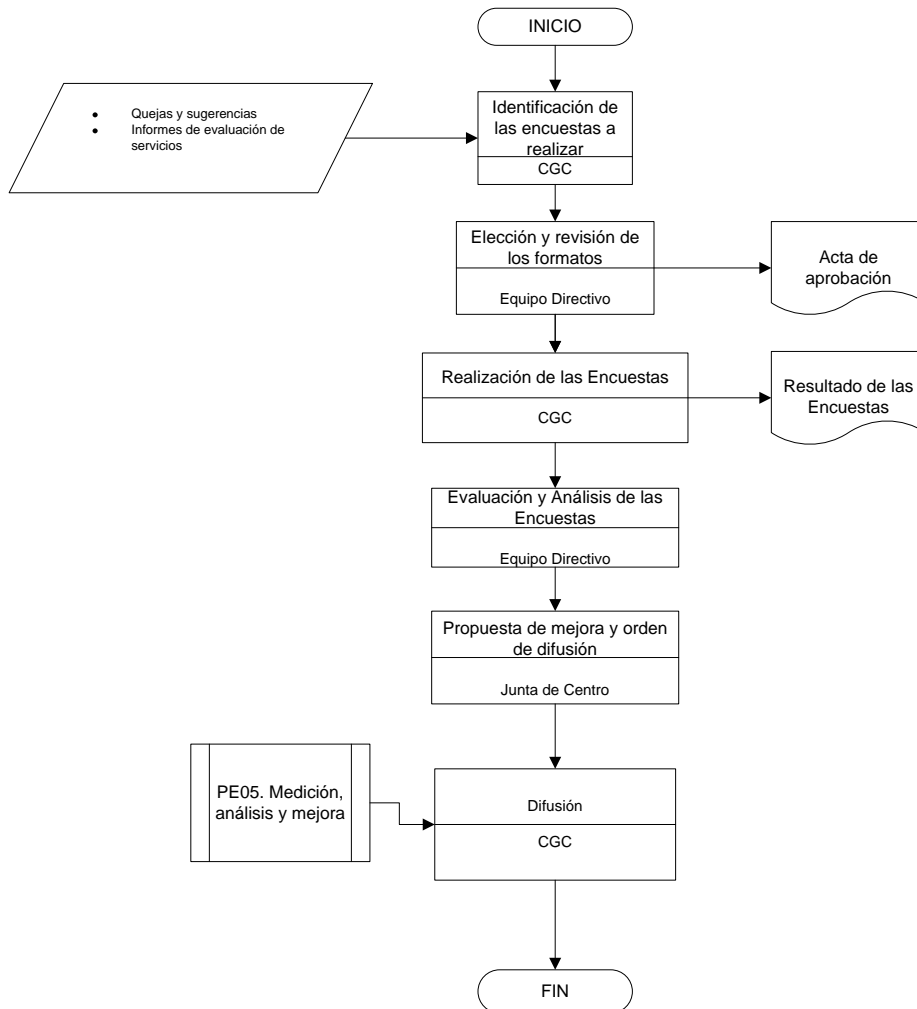 INICIO
• Quejas y sugerencias
• Informes de evaluación de
servicios
Identificación de
las encuestas a
realizar
CGC
Elección y revisión de
los formatos
Equipo Directivo
Acta de
aprobación
Realización de las Encuestas
CGC
Resultado de las
Encuestas
Evaluación y Análisis de las
Encuestas
Equipo Directivo
Propuesta de mejora y orden
de difusión
Junta de Centro
PE05. Medición,
análisis y mejora
Difusión
CGC
FIN